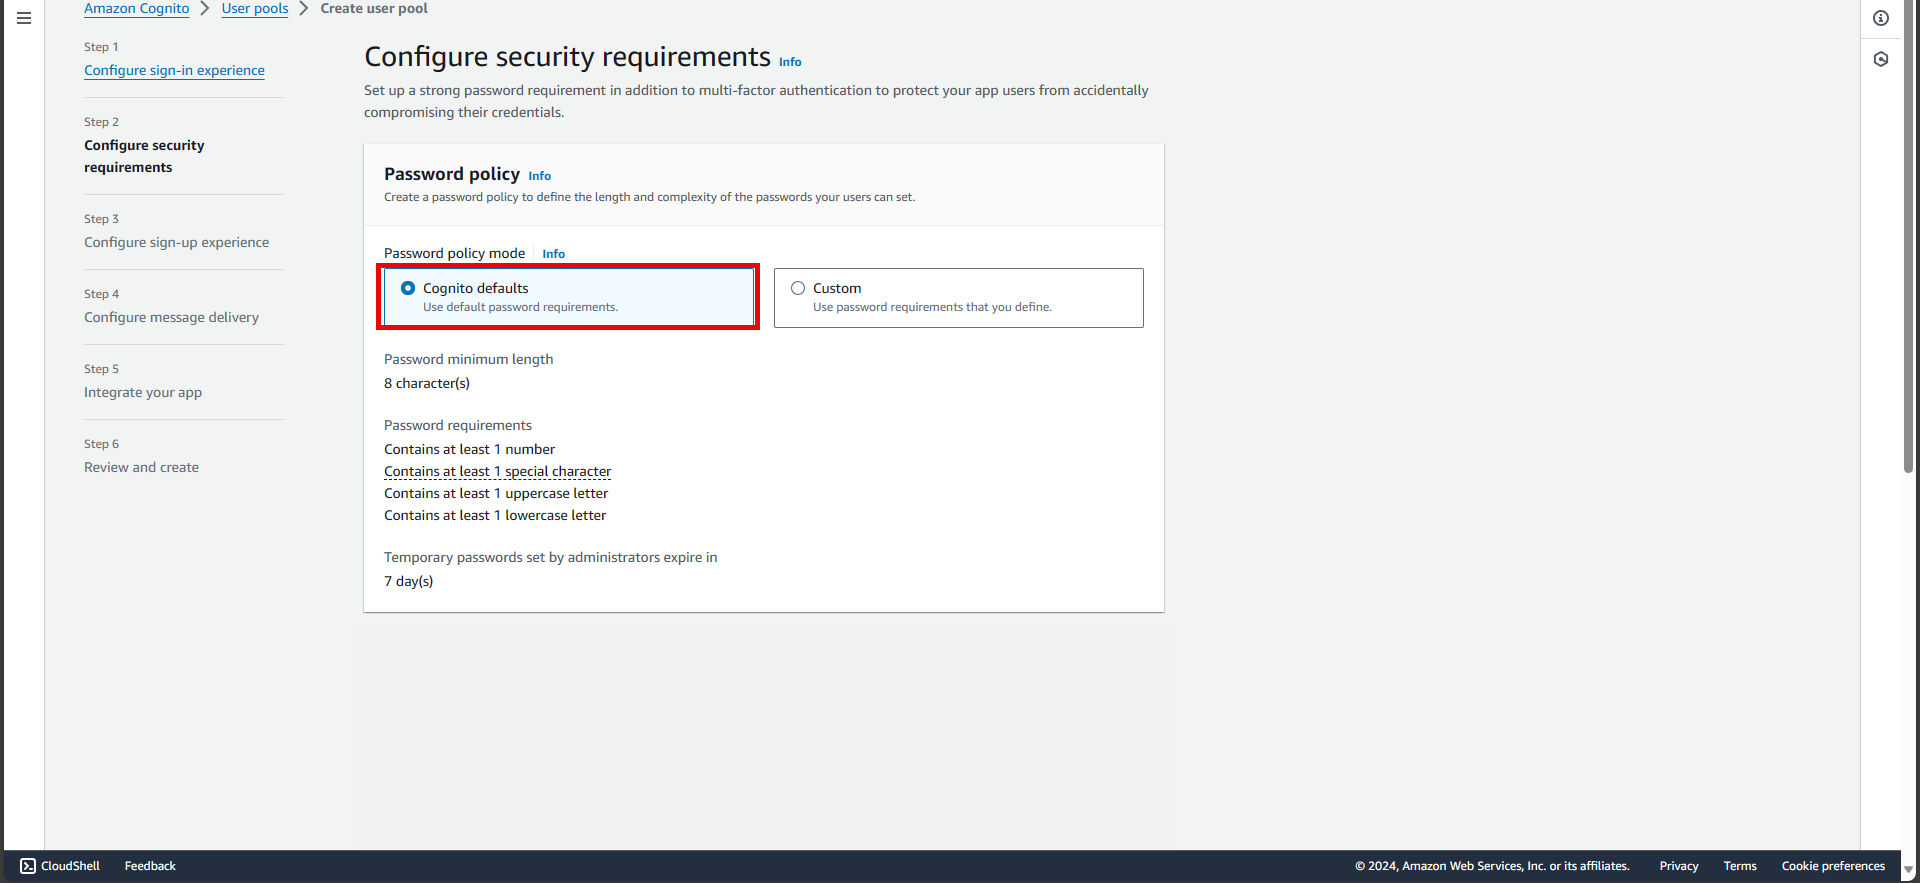 Amazon Cognito > User pools > Create user pool
Step 1
Configure sign-in experience
Step 2
Configure security
requirements
Step 3
Configure sign-up experience
Step 4
Configure message delivery
Step 5
Integrate your app
Step 6
Review and create
Configure security requirements Info
Set up a strong password requirement in addition to multi-factor authentication to protect your app users from accidentally
compromising their credentials.
Password policy Info
Create a password policy to define the length and complexity of the passwords your users can set.
Password policy mode Info
Cognito defaults
Use default password requirements.
Custom
Use password requirements that you define.
Password minimum length
8 character(s)
Password requirements
Contains at least 1 number
Contains at least 1 special character
Contains at least 1 uppercase letter
Contains at least 1 lowercase letter
Temporary passwords set by administrators expire in
7 day(s)
CloudShell Feedback © 2024, Amazon Web Services, Inc. or its affiliates. Privacy Terms Cookie preferences